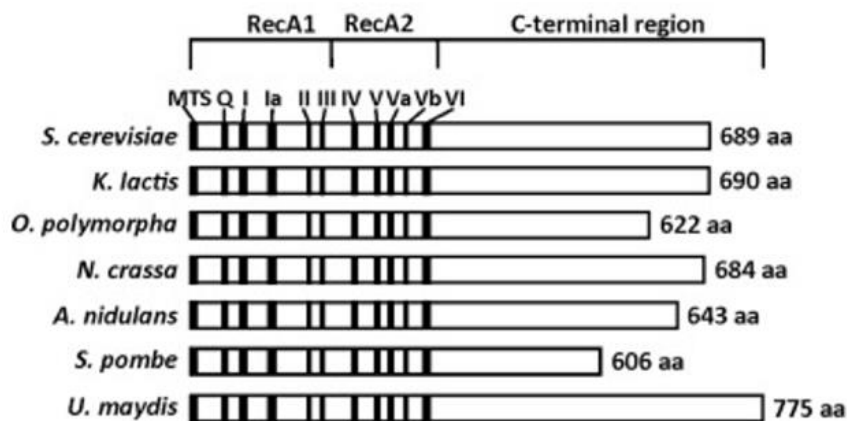 RecA1 RecA2 C-terminal region
MTS Q I Ia II III IV V Va Vb VI
S. cerevisiae 689 aa
K. lactis 690 aa
O. polymorpha 622 aa
N. crassa 684 aa
A. nidulans 643 aa
S. pombe 606 aa
U. maydis 775 aa